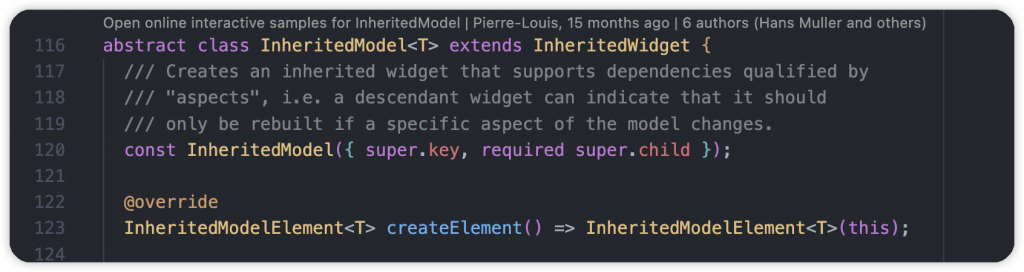 Open online interactive samples for InheritedModel | Pierre-Louis, 15 months ago | 6 authors (Hans Muller and others)
116 abstract class InheritedModel<T> extends InheritedWidget {
117 /// Creates an inherited widget that supports dependencies qualified by
118 /// "aspects", i.e. a descendant widget can indicate that it should
119 /// only be rebuilt if a specific aspect of the model changes.
120 const InheritedModel({ super.key, required super.child });
121
122 @override
123 InheritedModelElement<T> createElement() => InheritedModelElement<T>(this);
124